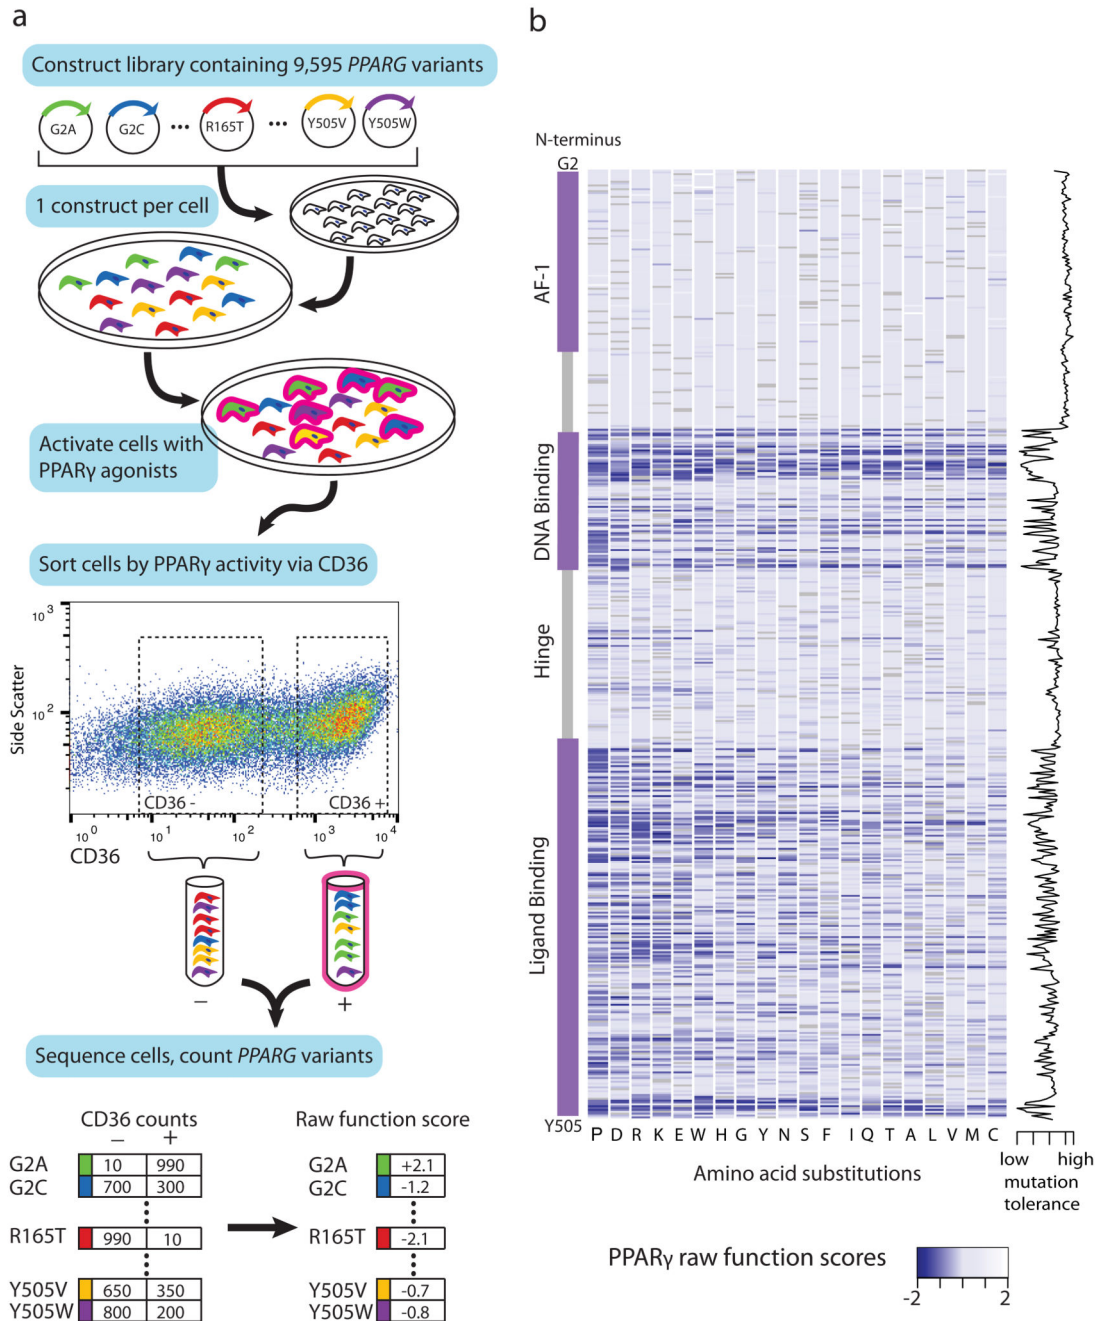 a
Construct library containing 9,595 PPARG variants
G2A
G2C
•••
R165T
•••
Y505V
Y505W
1 construct per cell
Activate cells with
PPARγ agonists
Sort cells by PPARγ activity via CD36
Side Scatter
10³
10²
CD36 -
CD36 +
10⁰
10¹
10²
10³
10⁴
CD36
–
+
Sequence cells, count PPARG variants
CD36 counts
– +
G2A 10 990
G2C 700 300
R165T 990 10
Y505V 650 350
Y505W 800 200
Raw function score
G2A +2.1
G2C -1.2
R165T -2.1
Y505V -0.7
Y505W -0.8
b
N-terminus
G2
AF-1
DNA Binding
Hinge
Ligand Binding
Y505
P D R K E W H G Y N S F I Q T A L V M C
Amino acid substitutions
low high
mutation
tolerance
PPARγ raw function scores
-2 2